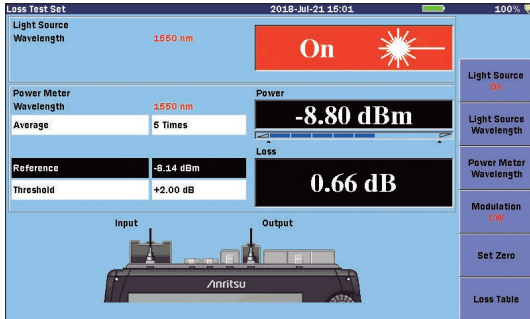 Loss Test Set 2018-Jul-21 15:01 100%
Light Source
Wavelength 1550 nm
On
Power Meter
Wavelength 1550 nm
Average 5 Times
Power
-8.80 dBm
Reference -8.14 dBm
Threshold +2.00 dB
Loss
0.66 dB
Input Output
Anritsu
Light Source
On
Light Source
Wavelength
Power Meter
Wavelength
Modulation
CW
Set Zero
Loss Table